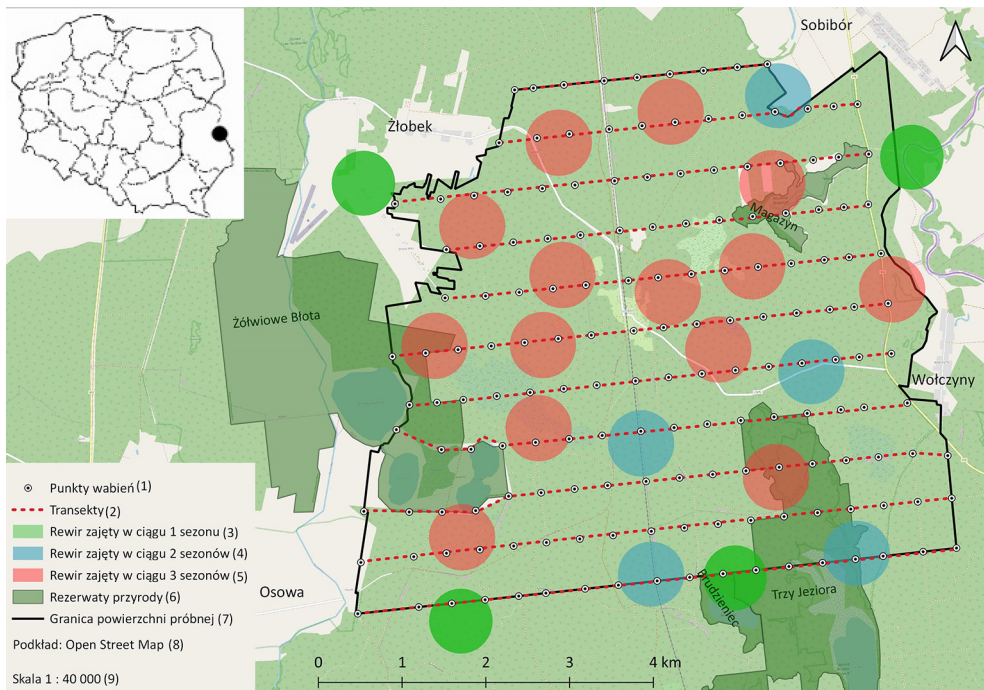 Sobibór
Żłobek
Magazyn
Żółwiowe Błota
Wołczyny
Punkty wabień (1)
Transekty (2)
Rewir zajęty w ciągu 1 sezonu (3)
Rewir zajęty w ciągu 2 sezonów (4)
Rewir zajęty w ciągu 3 sezonów (5)
Rezerwaty przyrody (6)
Granica powierzchni próbnej (7)
Podkład: Open Street Map (8)
Skala 1 : 40 000 (9)
Osowa
Brudzieniec
Trzy Jeziora
0 1 2 3 4 km